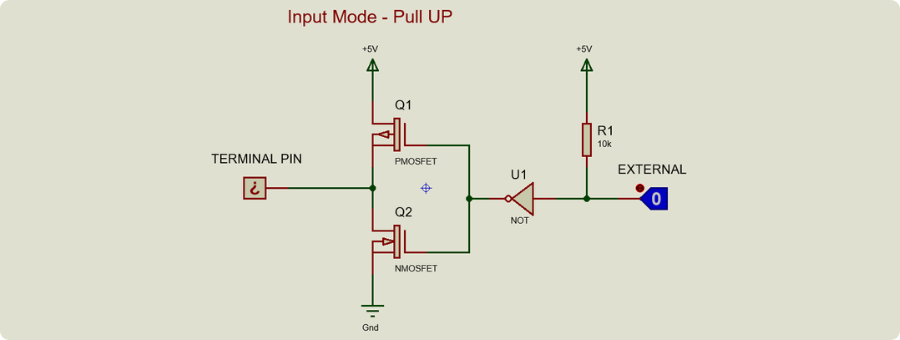 Input Mode - Pull UP
+5V
+5V
Q1
R1
10k
TERMINAL PIN
PMOSFET
U1
EXTERNAL
¿
0
Q2
NOT
NMOSFET
Gnd